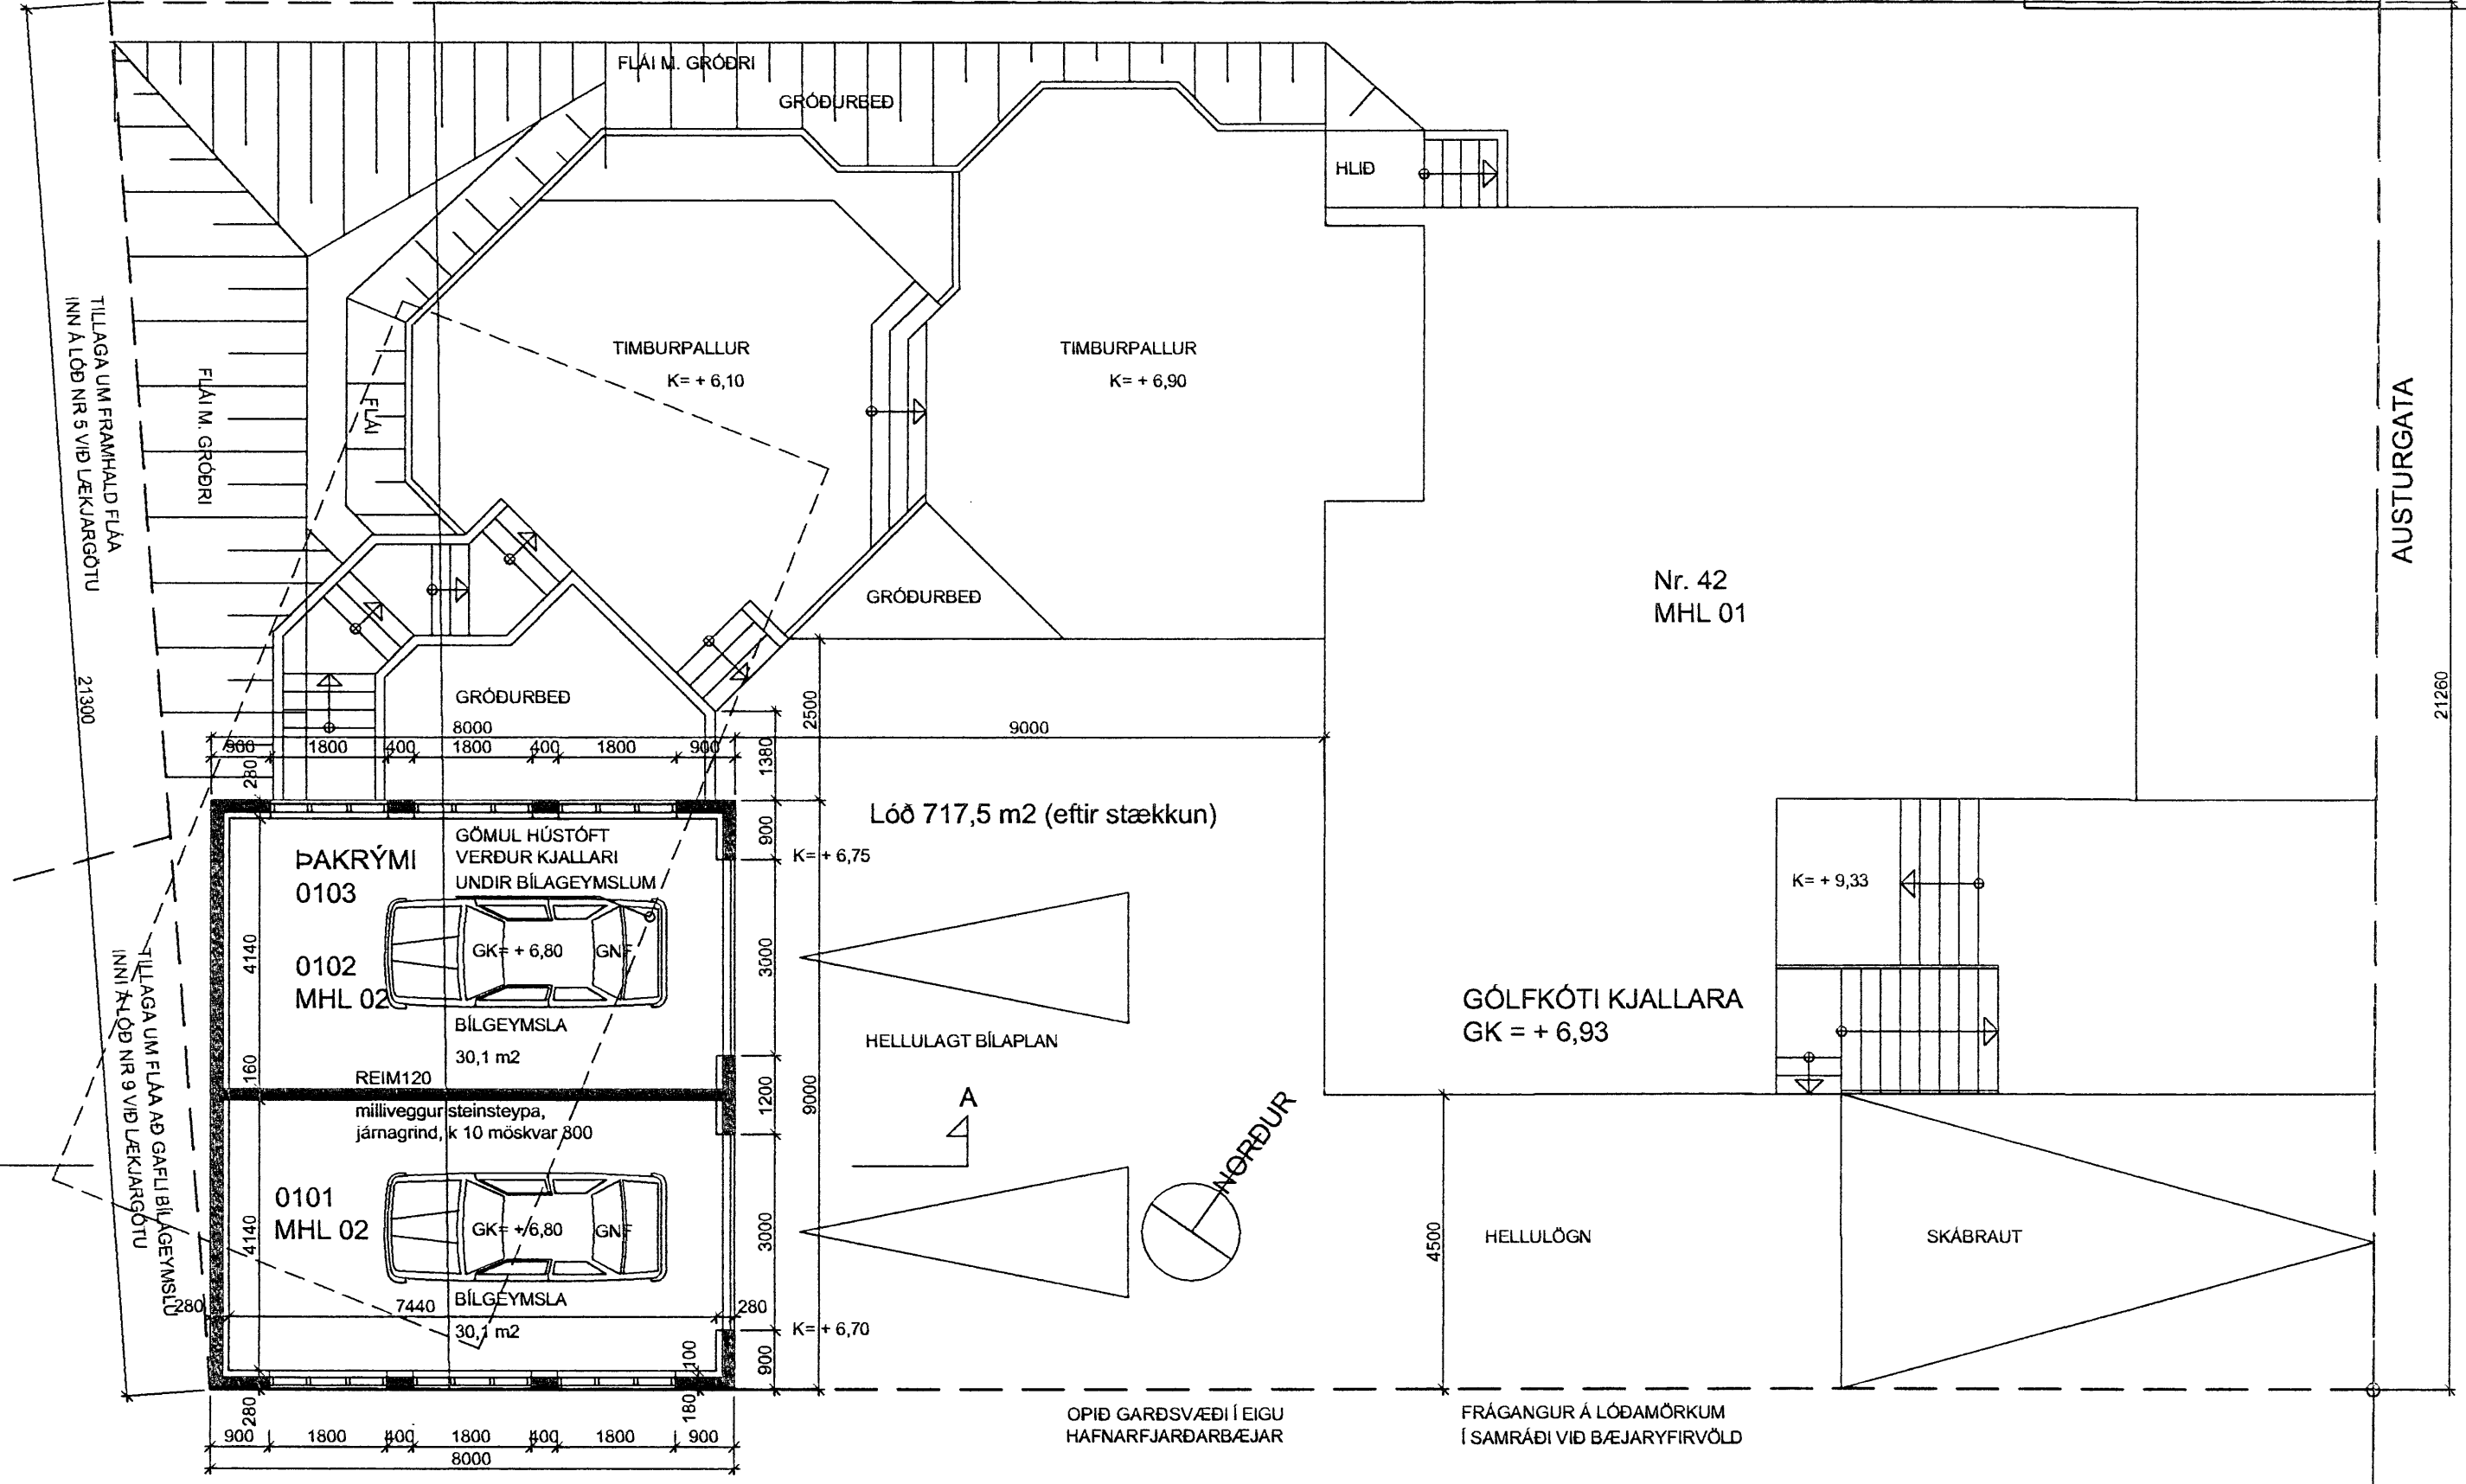 FLÁI M. GRÓÐRI
GRÓÐURBEÐ
HLIÐ
TIMBURPALLUR
K= + 6,10
TIMBURPALLUR
K= + 6,90
TILLAGA UM FRAMHALD FLÁA
INN Á LÓÐ NR 5 VIÐ LÆKJARGÖTU
FLÁI M. GRÓÐRI
FLÁI
AUSTURGATA
Nr. 42
MHL 01
GRÓÐURBEÐ
21300
21260
GRÓÐURBEÐ
2500
8000
9000
900 1800 400 1800 400 1800 900
1380
280
Lóð 717,5 m2 (eftir stækkun)
GÖMUL HÚSTÓFT
VERÐUR KJALLARI
UNDIR BÍLAGEYMSLUM
ÞAKRÝMI
0103
900
K= + 6,75
K= + 9,33
4140
0102
MHL 02
GK= + 6,80 GNF
3000
BÍLGEYMSLA
30,1 m2
HELLULAGT BÍLAPLAN
GÓLFKÓTI KJALLARA
GK = + 6,93
TILLAGA UM FLÁA AÐ GAFLI BÍLAGEYMSLU
INNI Á LÓÐ NR 9 VIÐ LÆKJARGÖTU
160
REIM120
milliveggur steinsteypa,
járnagrind, k 10 möskvar 800
1200
9000
A
NORÐUR
0101
MHL 02
4140
GK= +/6,80 GNF
3000
4500
HELLULÖGN
SKÁBRAUT
280
7440
BÍLGEYMSLA
280
30,1 m2
K= + 6,70
100
900
280
180
900 1800 400 1800 400 1800 900
8000
OPIÐ GARÐSVÆÐI Í EIGU
HAFNARFJARÐARBÆJAR
FRÁGANGUR Á LÓÐAMÖRKUM
Í SAMRÁÐI VIÐ BÆJARYFIRVÖLD